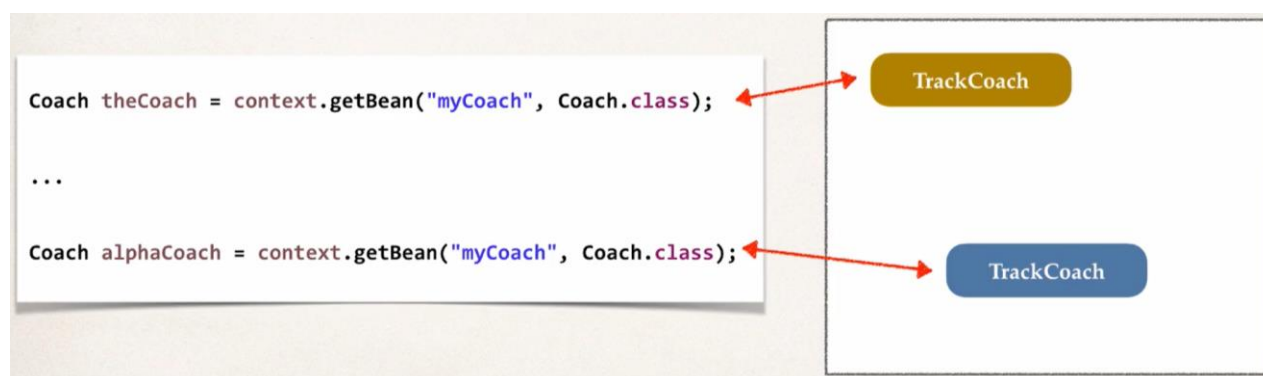 Coach theCoach = context.getBean("myCoach", Coach.class);
...
Coach alphaCoach = context.getBean("myCoach", Coach.class);
TrackCoach
TrackCoach